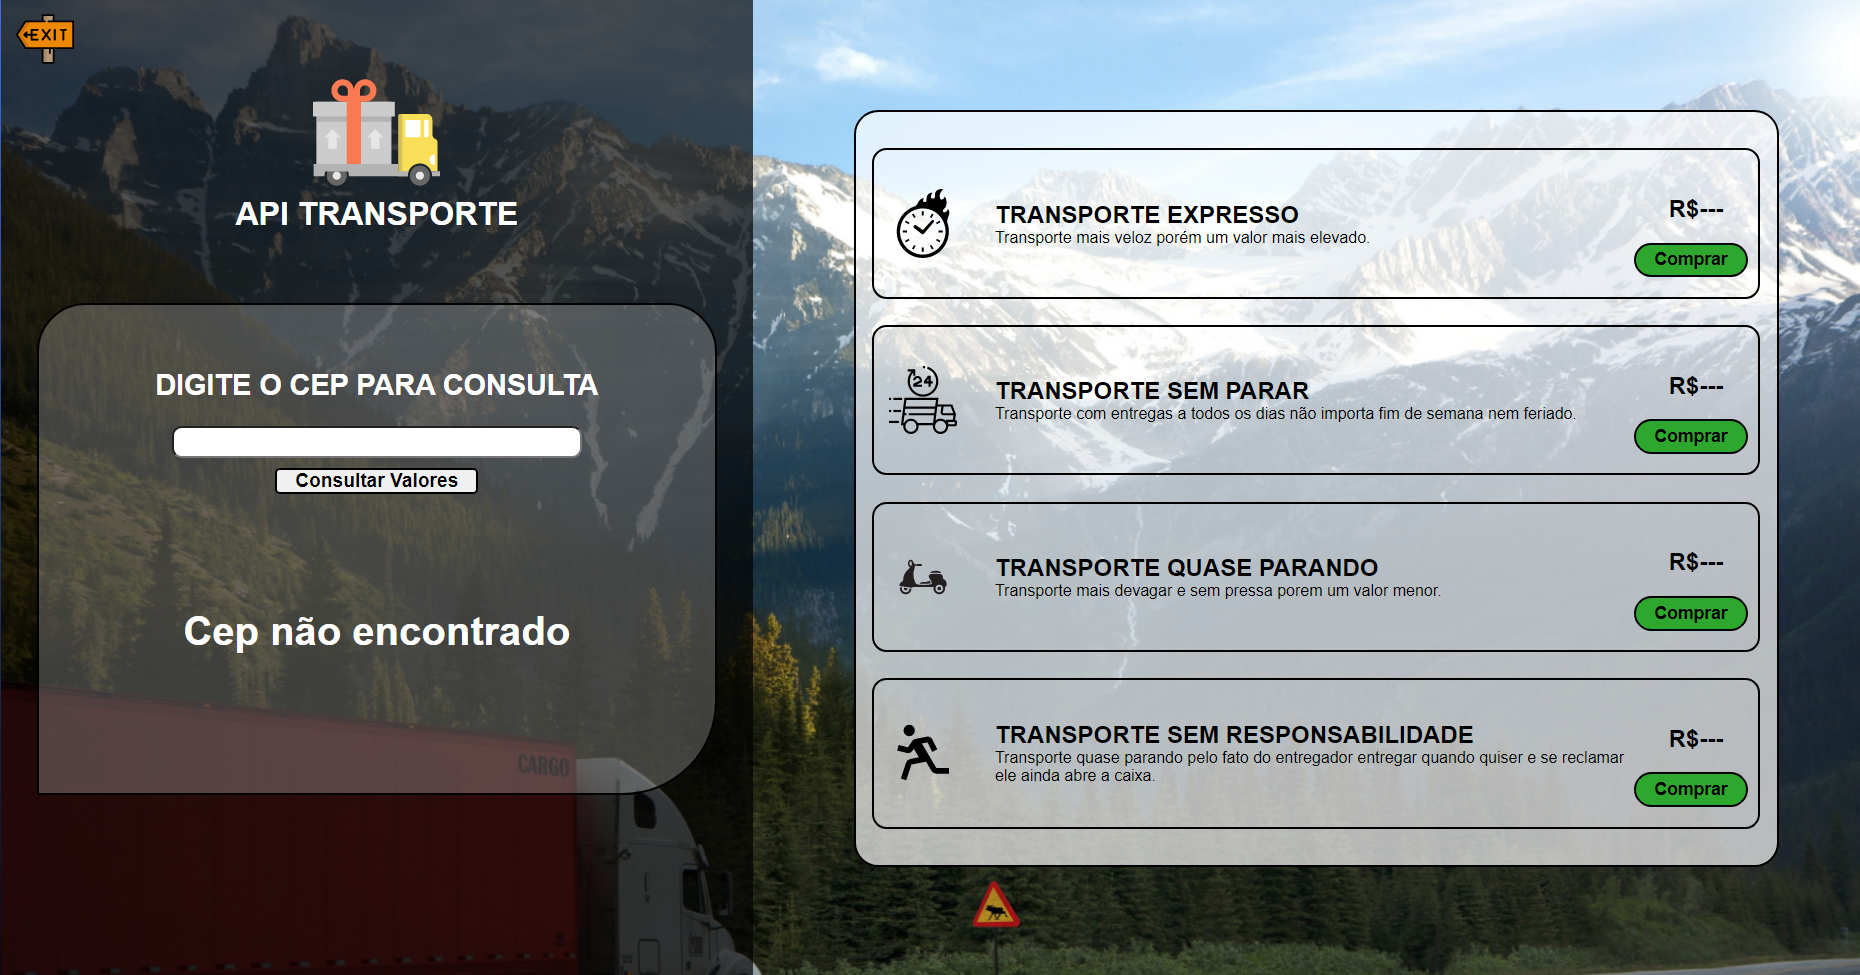 EXIT
API TRANSPORTE
DIGITE O CEP PARA CONSULTA
Consultar Valores
Cep não encontrado
CARGO
TRANSPORTE EXPRESSO
Transporte mais veloz porém um valor mais elevado.
R$---
Comprar
24
TRANSPORTE SEM PARAR
Transporte com entregas a todos os dias não importa fim de semana nem feriado.
R$---
Comprar
TRANSPORTE QUASE PARANDO
Transporte mais devagar e sem pressa porem um valor menor.
R$---
Comprar
TRANSPORTE SEM RESPONSABILIDADE
Transporte quase parando pelo fato do entregador entregar quando quiser e se reclamar
ele ainda abre a caixa.
R$---
Comprar